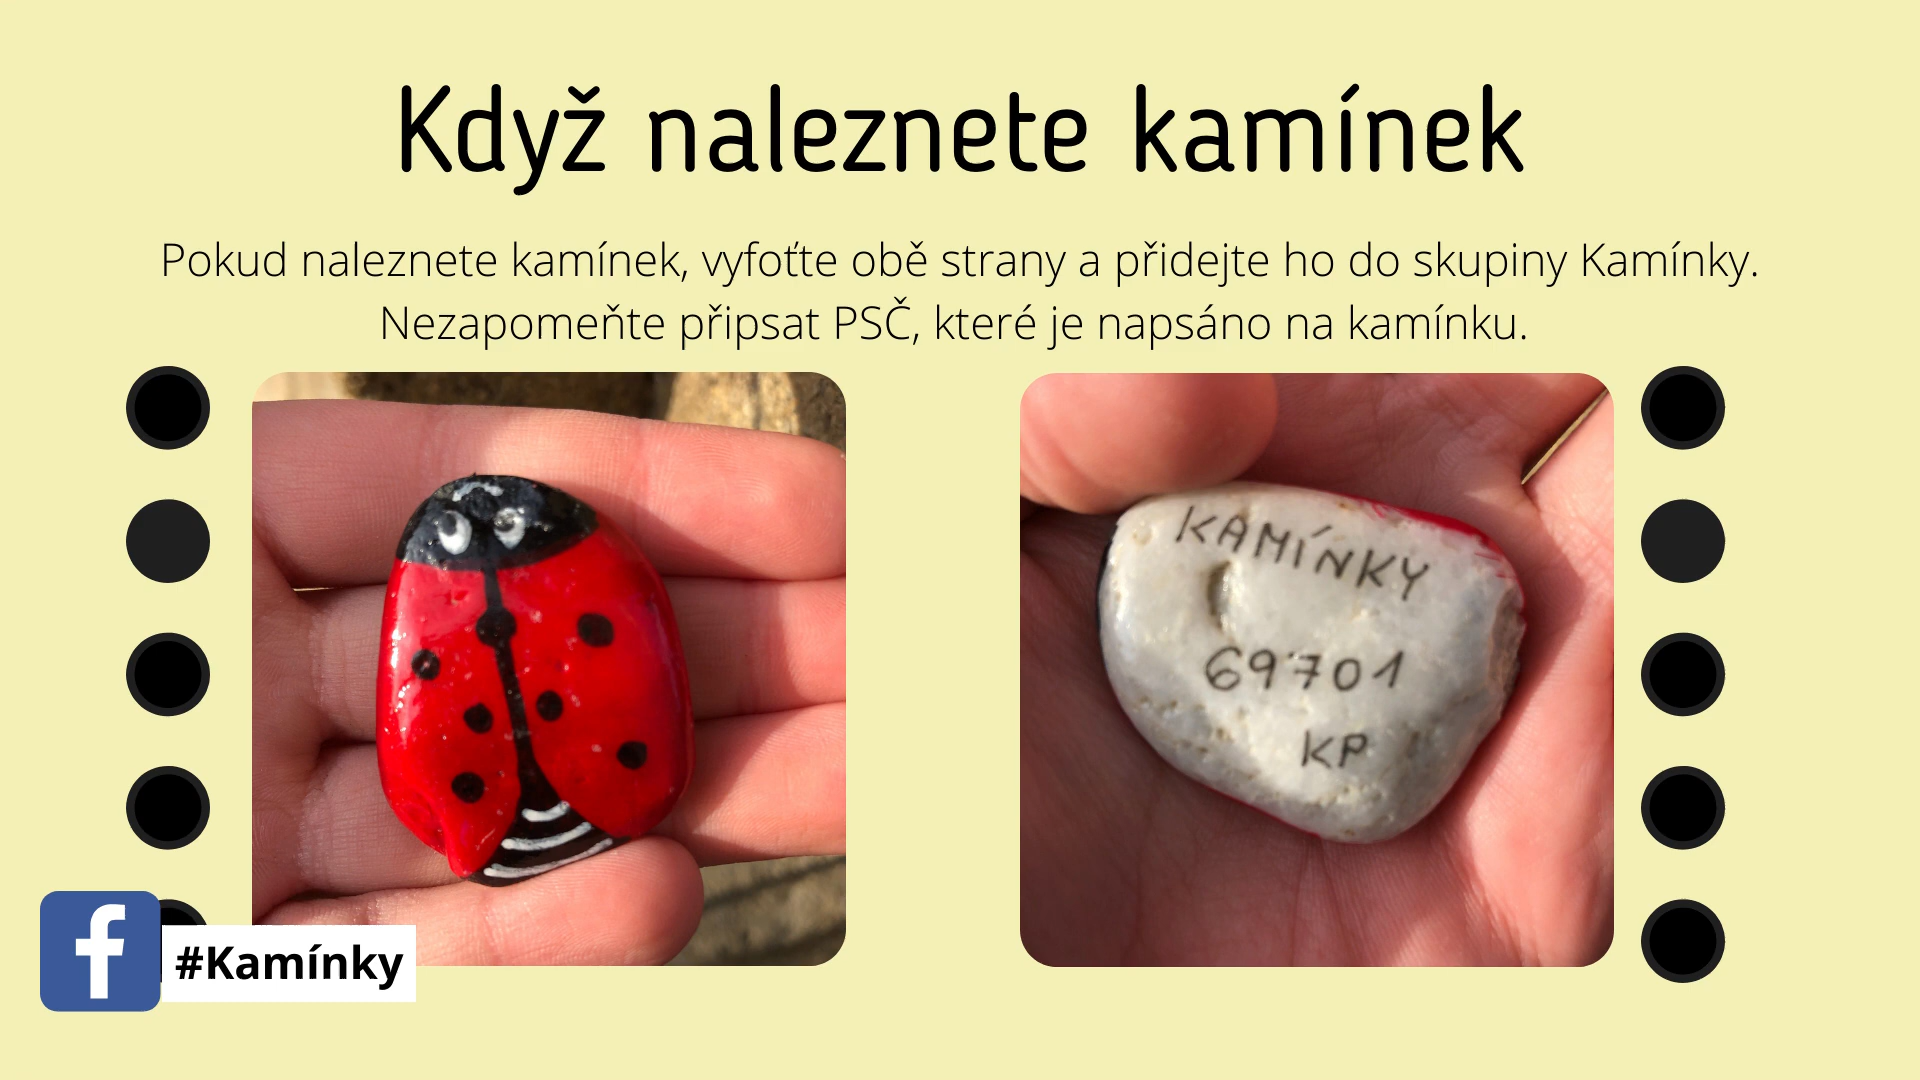 Když naleznete kamínek
Pokud naleznete kamínek, vyfoťte obě strany a přidejte ho do skupiny Kamínky.
Nezapomeňte připsat PSČ, které je napsáno na kamínku.
KAMÍNKY
69701
KP
#Kamínky